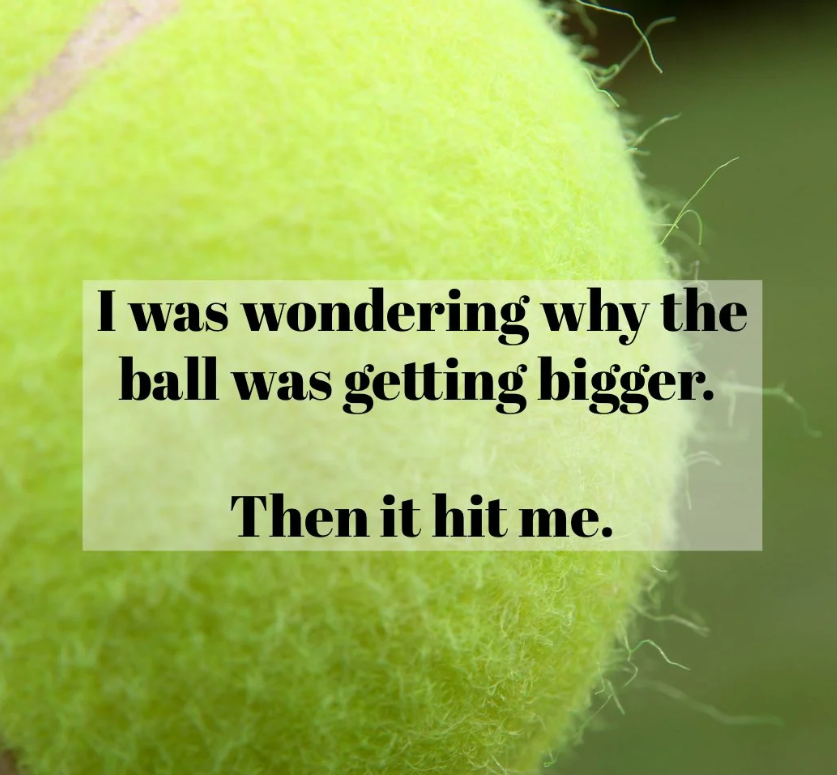 I was wondering why the
ball was getting bigger.
Then it hit me.